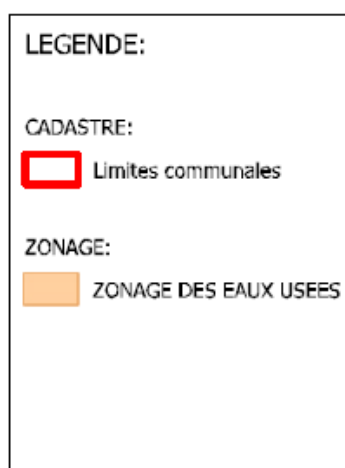 LEGENDE:
CADASTRE:
Limites communales
ZONAGE:
ZONAGE DES EAUX USEES